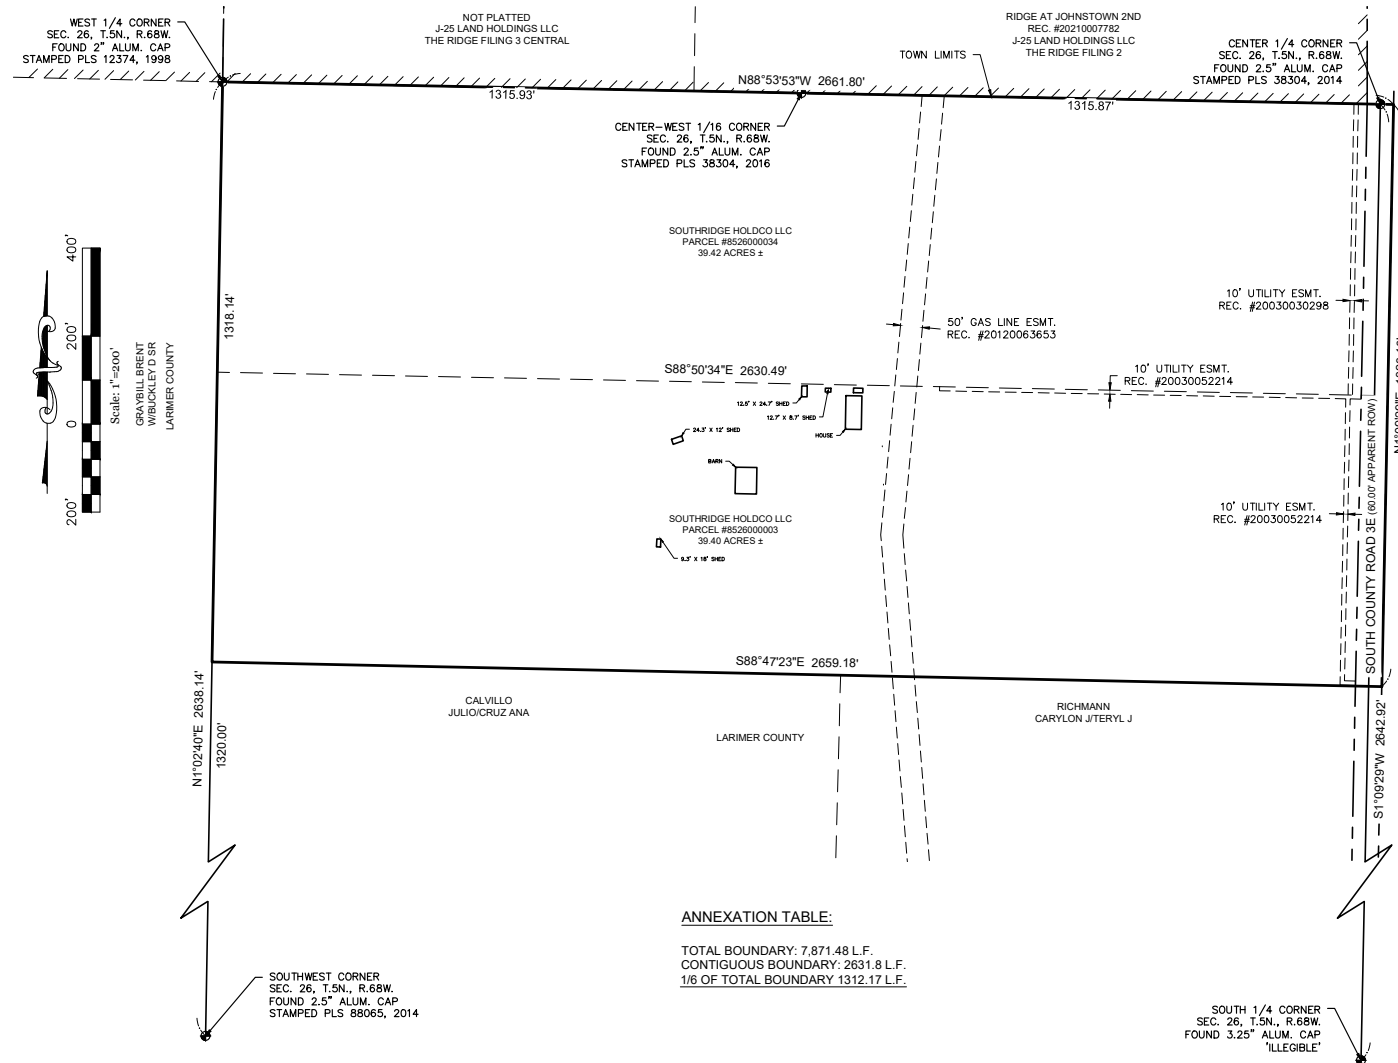 WEST 1/4 CORNER
SEC. 26, T.5N., R.68W.
FOUND 2" ALUM. CAP
STAMPED PLS 12374, 1998
NOT PLATTED
J-25 LAND HOLDINGS LLC
THE RIDGE FILING 3 CENTRAL
RIDGE AT JOHNSTOWN 2ND
REC. #20210007782
J-25 LAND HOLDINGS LLC
THE RIDGE FILING 2
TOWN LIMITS
CENTER 1/4 CORNER
SEC. 26, T.5N., R.68W.
FOUND 2.5" ALUM. CAP
STAMPED PLS 38304, 2014
N88°53'53"W 2661.80'
1315.93'
1315.87'
CENTER-WEST 1/16 CORNER
SEC. 26, T.5N., R.68W.
FOUND 2.5" ALUM. CAP
STAMPED PLS 38304, 2016
SOUTHRIDGE HOLDCO LLC
PARCEL #8526000034
39.42 ACRES ±
400'
200'
0
200'
Scale: 1"=200'
GRAYBILL BRENT
W/BUCKLEY D SR
LARIMER COUNTY
1318.14'
10' UTILITY ESMT.
REC. #20030030298
50' GAS LINE ESMT.
REC. #20120063653
S88°50'34"E 2630.49'
10' UTILITY ESMT.
REC. #20030052214
12.5' X 24.7' SHED
12.7' X 8.7' SHED
HOUSE
24.3' X 12' SHED
BARN
SOUTHRIDGE HOLDCO LLC
PARCEL #8526000003
39.40 ACRES ±
9.3' X 18' SHED
10' UTILITY ESMT.
REC. #20030052214
SOUTH COUNTY ROAD 3E (60.00' APPARENT ROW)
S88°47'23"E 2659.18'
N1°02'40"E 2638.14'
1320.00'
CALVILLO
JULIO/CRUZ ANA
LARIMER COUNTY
RICHMANN
CARYLON J/TERYL J
S1°09'29"W 2642.92'
ANNEXATION TABLE:
TOTAL BOUNDARY: 7,871.48 L.F.
CONTIGUOUS BOUNDARY: 2631.8 L.F.
1/6 OF TOTAL BOUNDARY 1312.17 L.F.
SOUTHWEST CORNER
SEC. 26, T.5N., R.68W.
FOUND 2.5" ALUM. CAP
STAMPED PLS 88065, 2014
SOUTH 1/4 CORNER
SEC. 26, T.5N., R.68W.
FOUND 3.25" ALUM. CAP
'ILLEGIBLE'